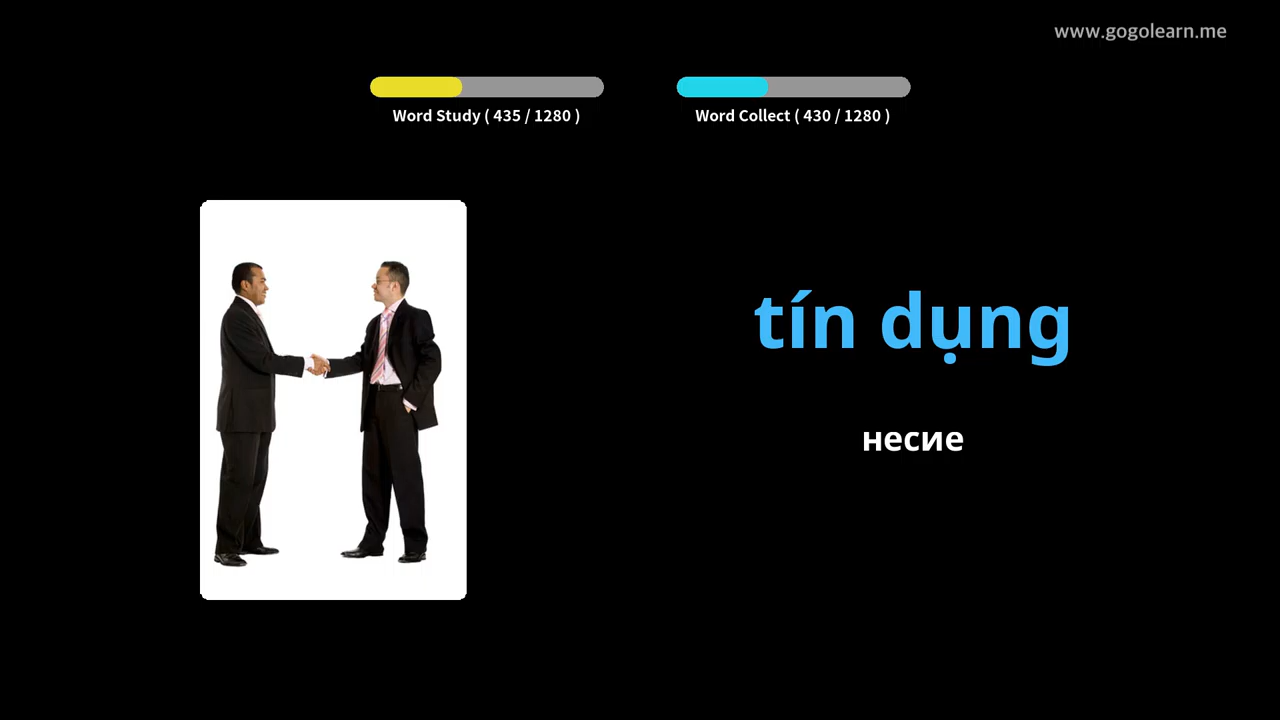 www.gogolearn.me
Word Study ( 435 / 1280 )
Word Collect ( 430 / 1280 )
tín dụng
несие